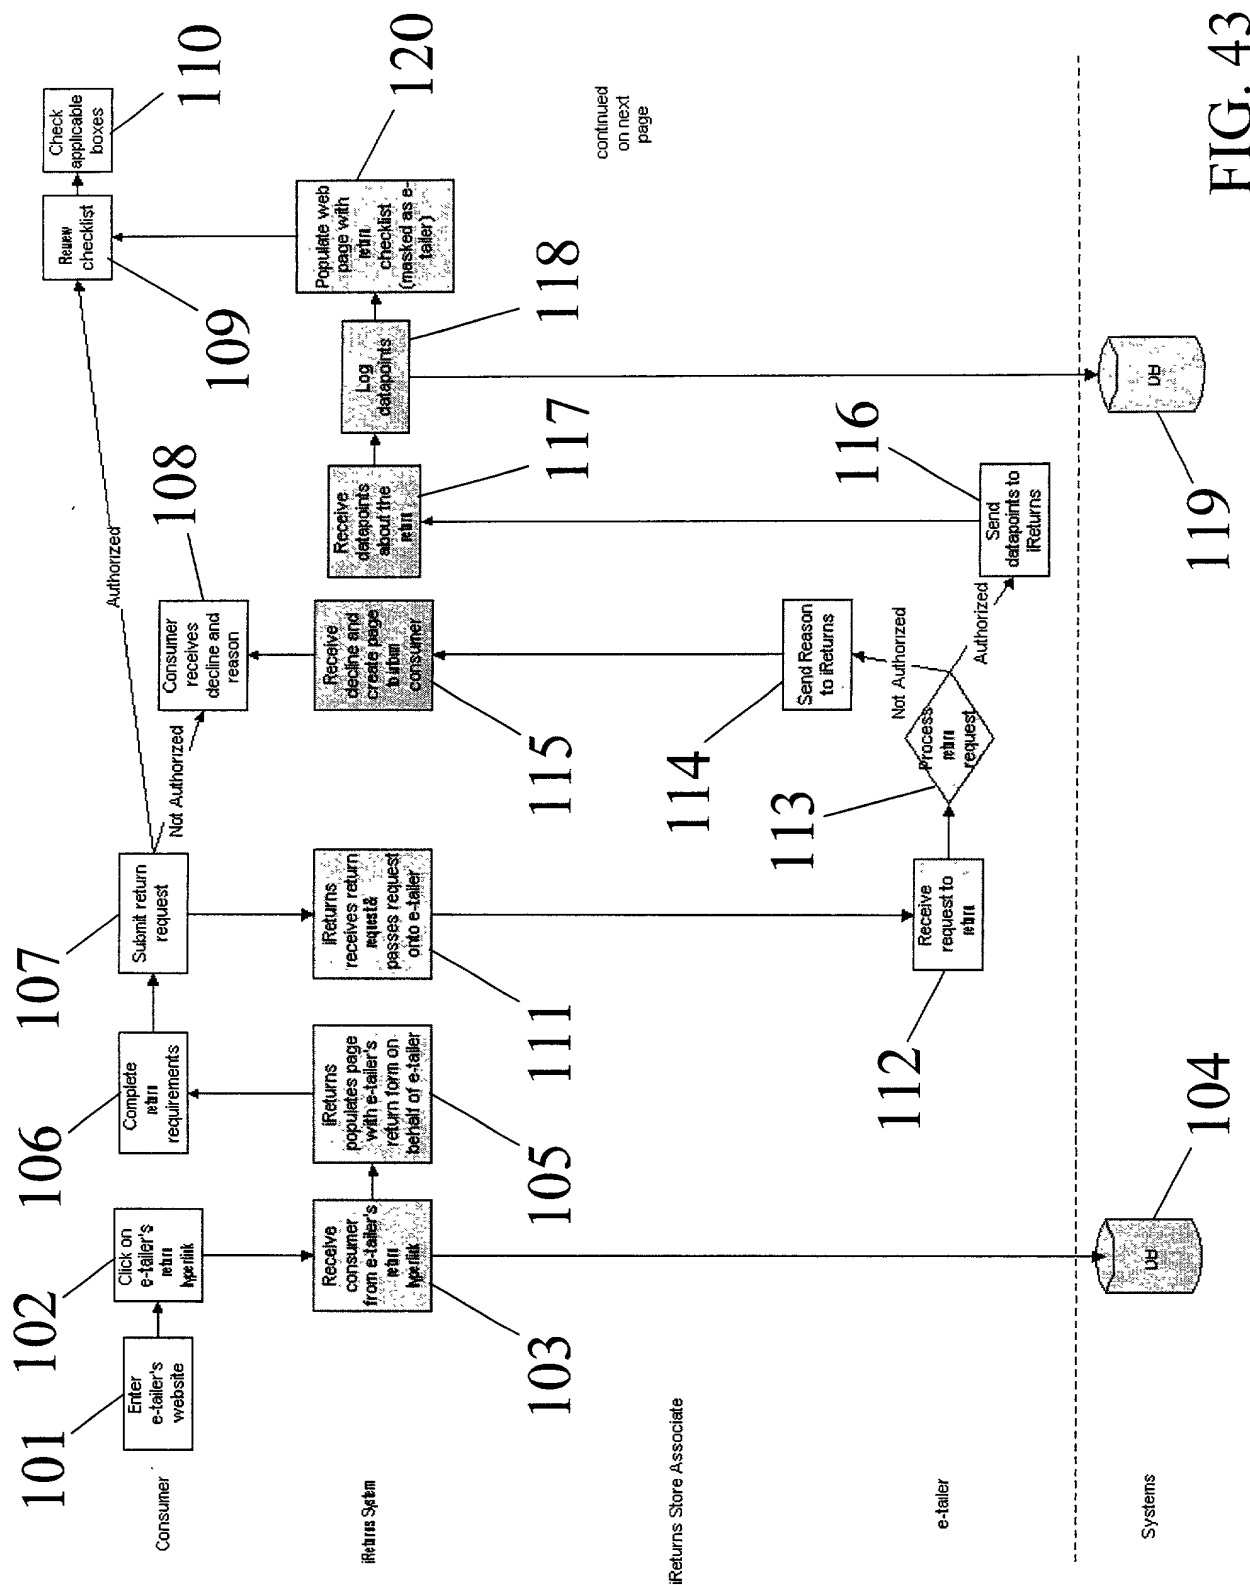 101
Enter
e-tailer's
website
102
Click on
e-tailer's
return
hyperlink
106
Complete
return
requirements
107
Submit return
request
Authorized
Not Authorized
108
Consumer
receives
decline and
reason
109
Review
checklist
110
Check
applicable
boxes
Consumer
103
Receive
consumer
from e-tailer's
return
hyperlink
105
iReturns
populates page
with e-tailer's
return form on
behalf of e-tailer
111
iReturns
receives return
request &
passes request
onto e-tailer
115
Receive
decline and
create page
to inform
consumer
117
Receive
datapoints
about the
return
118
Log
datapoints
120
Populate web
page with
return
checklist
(masked as e-
tailer)
iReturns System
continued
on next
page
iReturns Store Associate
112
Receive
request to
return
113
Process
return
request
Not Authorized
Authorized
114
Send Reason
to iReturns
116
Send
datapoints to
iReturns
e-tailer
104
DB
119
DB
Systems
FIG. 43